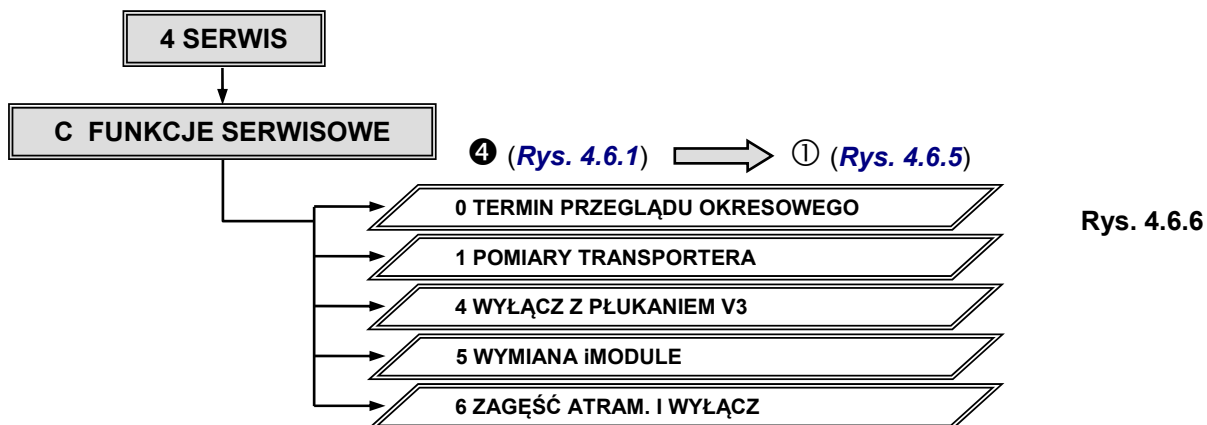 4 SERWIS
C FUNKCJE SERWISOWE
❹ (Rys. 4.6.1) ① (Rys. 4.6.5)
0 TERMIN PRZEGLĄDU OKRESOWEGO
Rys. 4.6.6
1 POMIARY TRANSPORTERA
4 WYŁĄCZ Z PŁUKANIEM V3
5 WYMIANA iMODULE
6 ZAGĘŚĆ ATRAM. I WYŁĄCZ